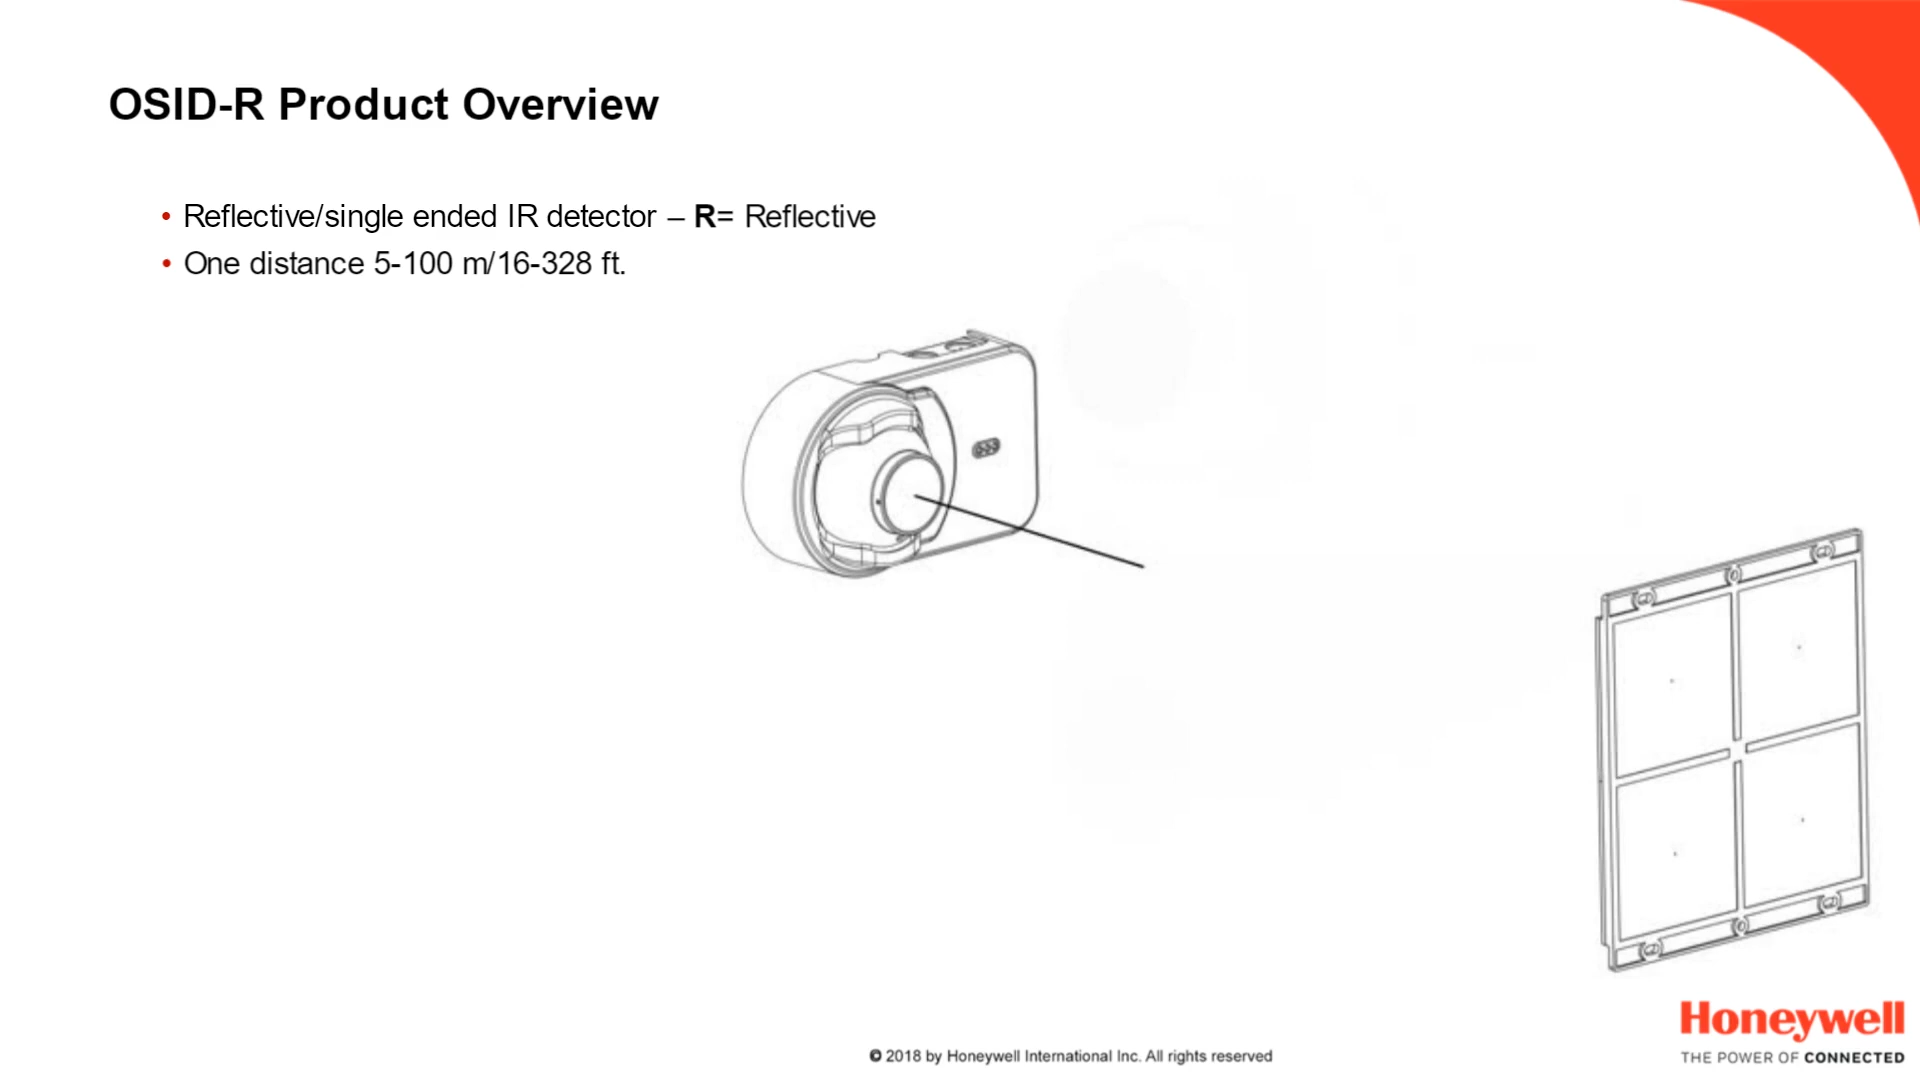 OSID-R Product Overview
• Reflective/single ended IR detector – R= Reflective
• One distance 5-100 m/16-328 ft.
Honeywell
THE POWER OF CONNECTED
© 2018 by Honeywell International Inc. All rights reserved